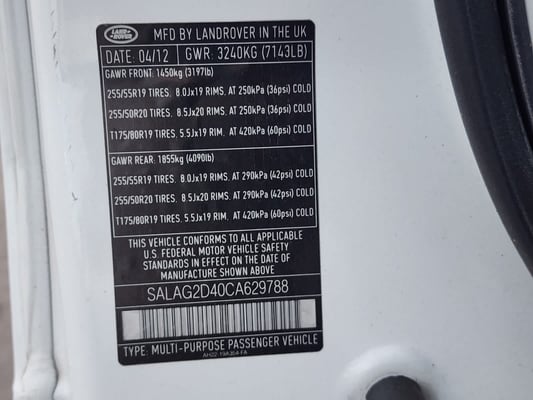 LAND ROVER
MFD BY LANDROVER IN THE UK
DATE: 04/12 GWR: 3240KG (7143LB)
GAWR FRONT: 1450kg (3197lb)
255/55R19 TIRES. 8.0Jx19 RIMS. AT 250kPa (36psi) COLD
255/50R20 TIRES. 8.5Jx20 RIMS. AT 250kPa (36psi) COLD
T175/80R19 TIRES. 5.5Jx19 RIM. AT 420kPa (60psi) COLD
GAWR REAR: 1855kg (4090lb)
255/55R19 TIRES. 8.0Jx19 RIMS. AT 290kPa (42psi) COLD
255/50R20 TIRES. 8.5Jx20 RIMS. AT 290kPa (42psi) COLD
T175/80R19 TIRES. 5.5Jx19 RIM. AT 420kPa (60psi) COLD
THIS VEHICLE CONFORMS TO ALL APPLICABLE
U.S. FEDERAL MOTOR VEHICLE SAFETY
STANDARDS IN EFFECT ON THE DATE OF
MANUFACTURE SHOWN ABOVE.
SALAG2D40CA629788
TYPE: MULTI-PURPOSE PASSENGER VEHICLE